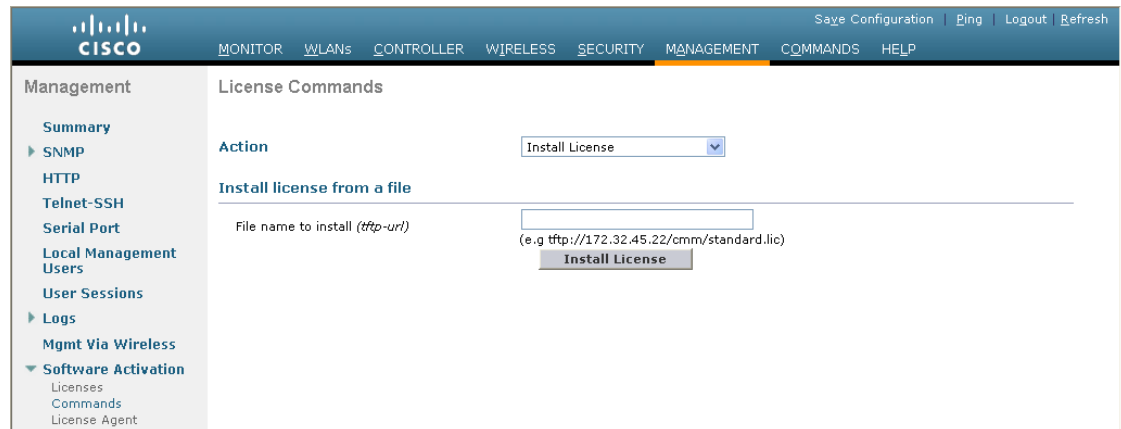 Save Configuration | Ping | Logout | Refresh
CISCO
MONITOR WLANs CONTROLLER WIRELESS SECURITY MANAGEMENT COMMANDS HELP
Management
Summary
SNMP
HTTP
Telnet-SSH
Serial Port
Local Management
Users
User Sessions
Logs
Mgmt Via Wireless
Software Activation
Licenses
Commands
License Agent
License Commands
Action
Install License
Install license from a file
File name to install (tftp-url)
(e.g tftp://172.32.45.22/cmm/standard.lic)
Install License